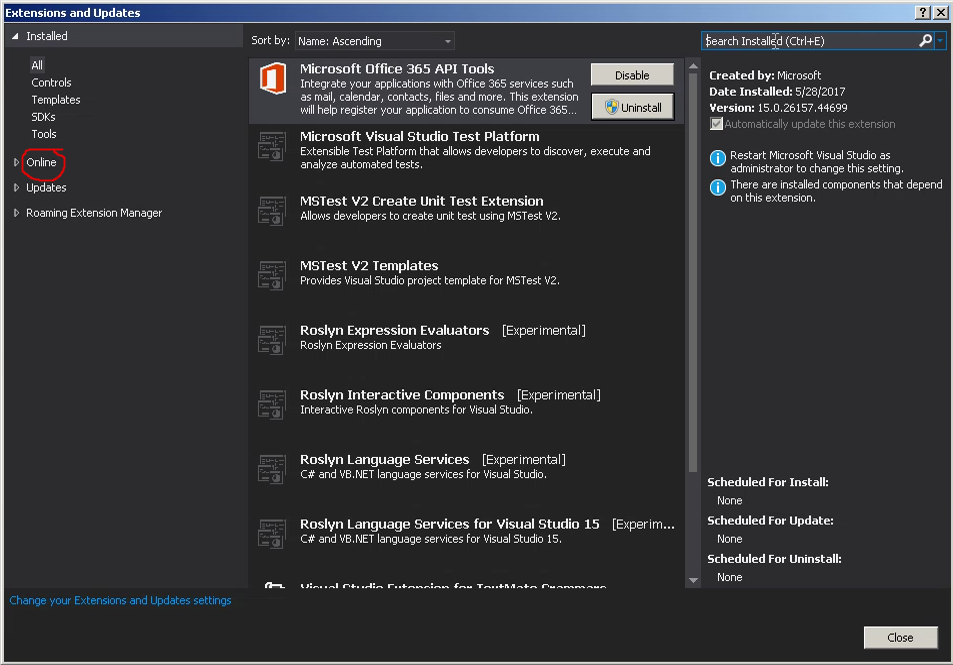 Extensions and Updates
Installed
All
Controls
Templates
SDKs
Tools
Online
Updates
Roaming Extension Manager
Sort by: Name: Ascending
Microsoft Office 365 API Tools
Integrate your applications with Office 365 services such
as mail, calendar, contacts, files and more. This extension
will help register your application to consume Office 365...
Disable
Uninstall
Microsoft Visual Studio Test Platform
Extensible Test Platform that allows developers to discover, execute and
analyze automated tests.
MSTest V2 Create Unit Test Extension
Allows developers to create unit test using MSTest V2.
MSTest V2 Templates
Provides Visual Studio project template for MSTest V2.
Roslyn Expression Evaluators [Experimental]
Roslyn Expression Evaluators
Roslyn Interactive Components [Experimental]
Interactive Roslyn components for Visual Studio.
Roslyn Language Services [Experimental]
C# and VB.NET language services for Visual Studio.
Roslyn Language Services for Visual Studio 15 [Experim...
C# and VB.NET language services for Visual Studio 15.
Visual Studio Extension for TextMate Grammars
Search Installed (Ctrl+E)
Created by: Microsoft
Date Installed: 5/28/2017
Version: 15.0.26157.44699
Automatically update this extension
Restart Microsoft Visual Studio as
administrator to change this setting.
There are installed components that depend
on this extension.
Scheduled For Install:
None
Scheduled For Update:
None
Scheduled For Uninstall:
None
Change your Extensions and Updates settings
Close